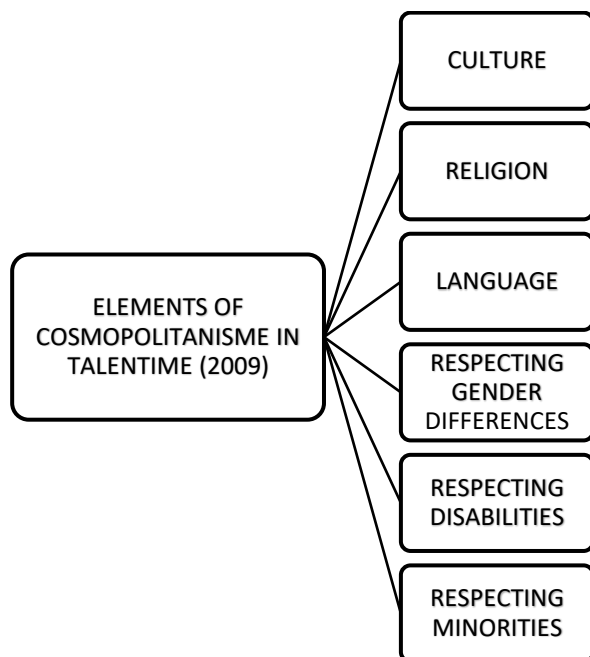 ELEMENTS OF
COSMOPOLITANISME IN
TALENTIME (2009)
CULTURE
RELIGION
LANGUAGE
RESPECTING
GENDER
DIFFERENCES
RESPECTING
DISABILITIES
RESPECTING
MINORITIES